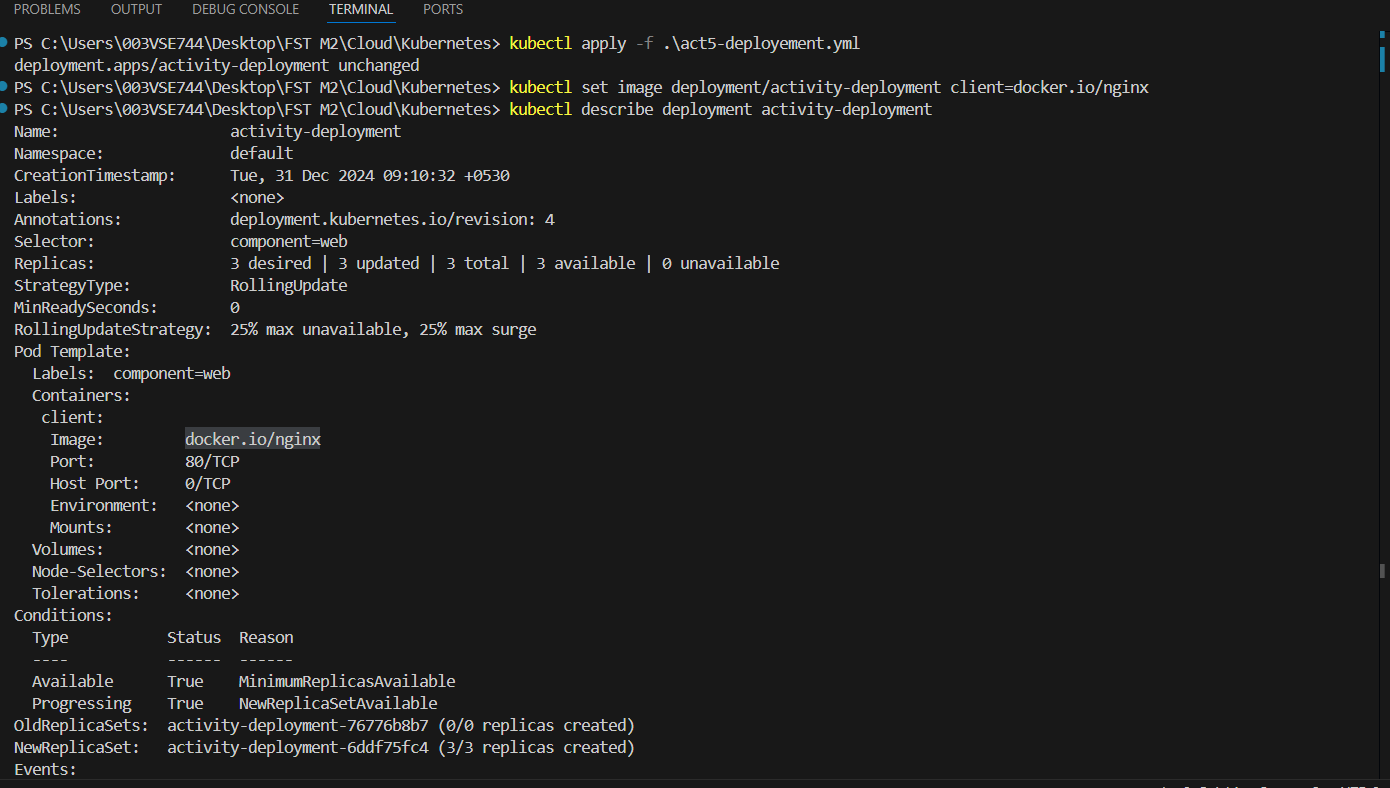 PROBLEMS OUTPUT DEBUG CONSOLE TERMINAL PORTS
PS C:\Users\003VSE744\Desktop\FST M2\Cloud\Kubernetes> kubectl apply -f .\act5-deployement.yml
deployment.apps/activity-deployment unchanged
PS C:\Users\003VSE744\Desktop\FST M2\Cloud\Kubernetes> kubectl set image deployment/activity-deployment client=docker.io/nginx
PS C:\Users\003VSE744\Desktop\FST M2\Cloud\Kubernetes> kubectl describe deployment activity-deployment
Name:                   activity-deployment
Namespace:              default
CreationTimestamp:      Tue, 31 Dec 2024 09:10:32 +0530
Labels:                 <none>
Annotations:            deployment.kubernetes.io/revision: 4
Selector:               component=web
Replicas:               3 desired | 3 updated | 3 total | 3 available | 0 unavailable
StrategyType:           RollingUpdate
MinReadySeconds:        0
RollingUpdateStrategy:  25% max unavailable, 25% max surge
Pod Template:
  Labels:  component=web
  Containers:
   client:
    Image:         docker.io/nginx
    Port:          80/TCP
    Host Port:     0/TCP
    Environment:   <none>
    Mounts:        <none>
  Volumes:         <none>
  Node-Selectors:  <none>
  Tolerations:     <none>
Conditions:
  Type           Status  Reason
  ----           ------  ------
  Available      True    MinimumReplicasAvailable
  Progressing    True    NewReplicaSetAvailable
OldReplicaSets:  activity-deployment-76776b8b7 (0/0 replicas created)
NewReplicaSet:   activity-deployment-6ddf75fc4 (3/3 replicas created)
Events: